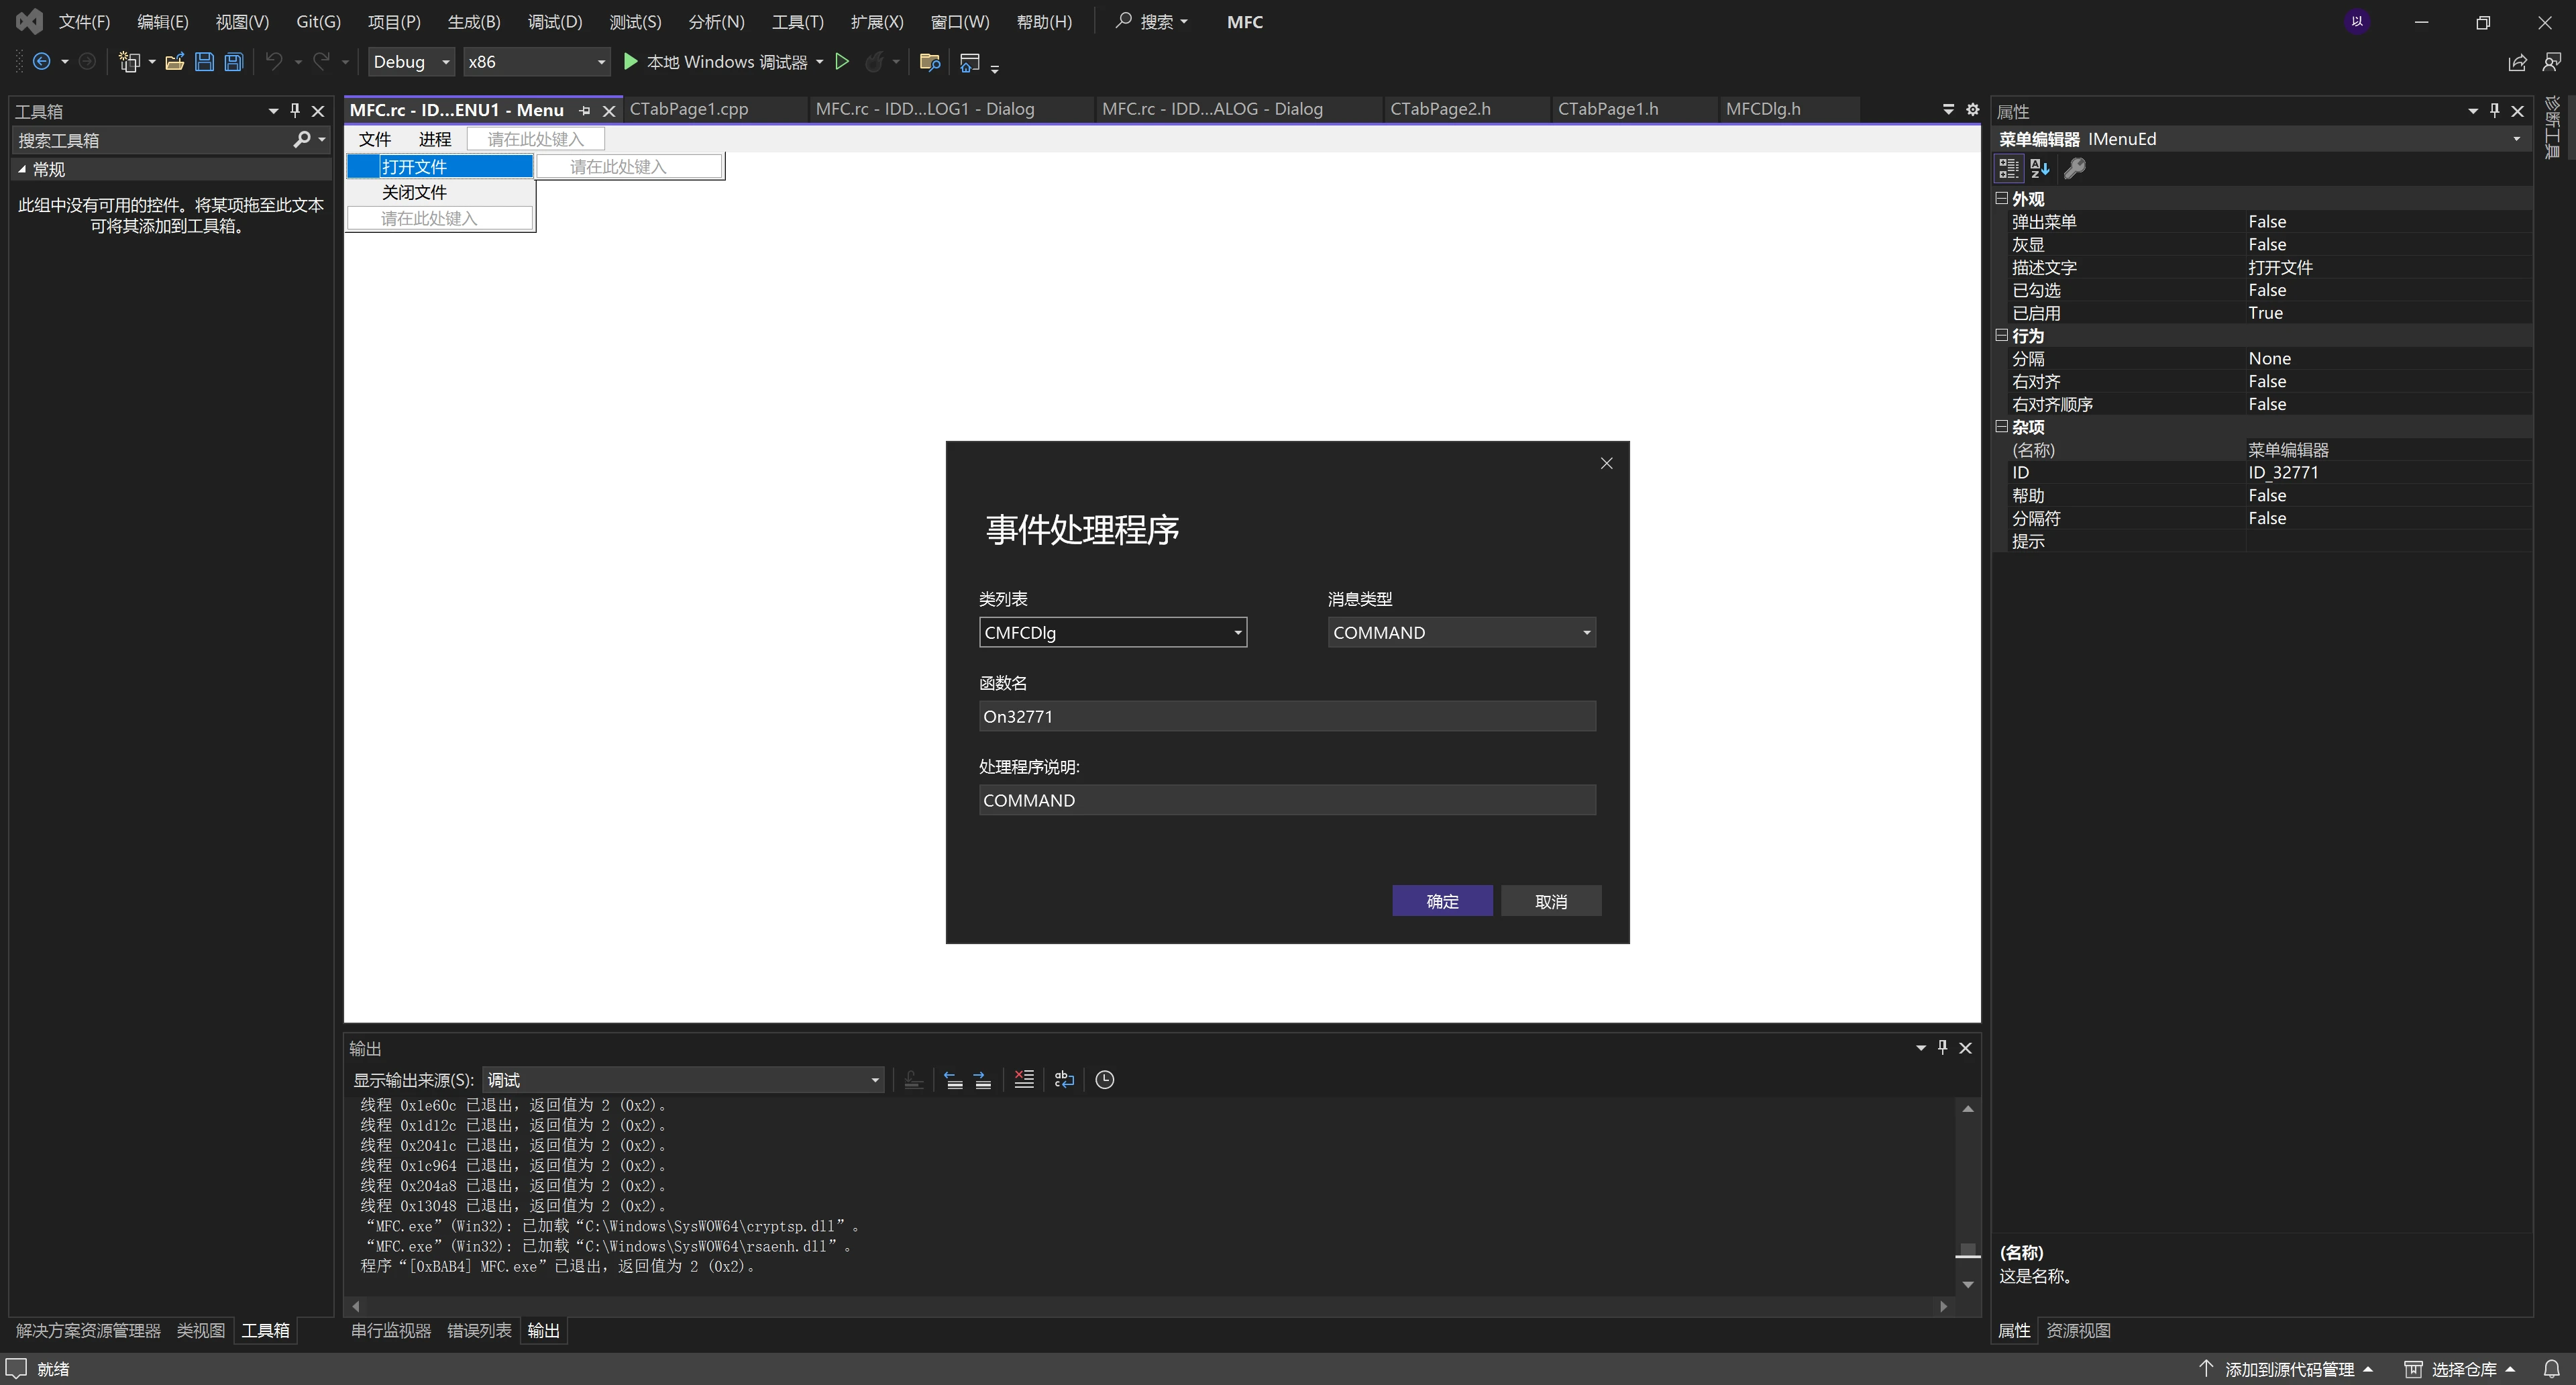 文件(F) 编辑(E) 视图(V) Git(G) 项目(P) 生成(B) 调试(D) 测试(S) 分析(N) 工具(T) 扩展(X) 窗口(W) 帮助(H) 搜索 MFC 以
Debug x86 本地 Windows 调试器
工具箱
搜索工具箱
常规
此组中没有可用的控件。将某项拖至此文本
可将其添加到工具箱。
MFC.rc - ID...ENU1 - Menu CTabPage1.cpp MFC.rc - IDD...LOG1 - Dialog MFC.rc - IDD...ALOG - Dialog CTabPage2.h CTabPage1.h MFCDlg.h
文件 进程 请在此处键入
打开文件 请在此处键入
关闭文件
请在此处键入
事件处理程序
类列表 消息类型
CMFCDlg COMMAND
函数名
On32771
处理程序说明:
COMMAND
确定 取消
属性
菜单编辑器 IMenuEd
外观
弹出菜单 False
灰显 False
描述文字 打开文件
已勾选 False
已启用 True
行为
分隔 None
右对齐 False
右对齐顺序 False
杂项
(名称) 菜单编辑器
ID ID_32771
帮助 False
分隔符 False
提示
(名称)
这是名称。
属性 资源视图
诊断工具
输出
显示输出来源(S): 调试
线程 0x1e60c 已退出，返回值为 2 (0x2)。
线程 0x1d12c 已退出，返回值为 2 (0x2)。
线程 0x2041c 已退出，返回值为 2 (0x2)。
线程 0x1c964 已退出，返回值为 2 (0x2)。
线程 0x204a8 已退出，返回值为 2 (0x2)。
线程 0x13048 已退出，返回值为 2 (0x2)。
“MFC.exe”(Win32): 已加载“C:\Windows\SysWOW64\cryptsp.dll”。
“MFC.exe”(Win32): 已加载“C:\Windows\SysWOW64\rsaenh.dll”。
程序“[0xBAB4] MFC.exe”已退出，返回值为 2 (0x2)。
解决方案资源管理器 类视图 工具箱 串行监视器 错误列表 输出
就绪 添加到源代码管理 选择仓库